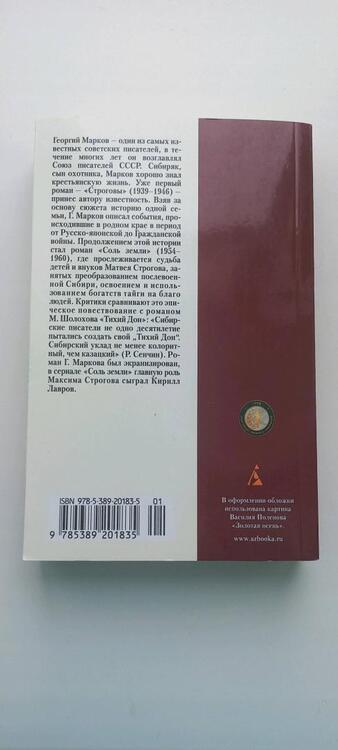 Георгий Марков — один из самых из-
вестных советских писателей, в те-
чение многих лет он возглавлял
Союз писателей СССР. Сибиряк,
сын охотника, Марков хорошо знал
крестьянскую жизнь. Уже первый
роман — «Строговы» (1939–1946) —
принес автору известность. Взяв за
основу сюжета историю одной се-
мьи, Г. Марков описал события, про-
исходившие в родном крае в период
от Русско-японской до Гражданской
войны. Продолжением этой истории
стал роман «Соль земли» (1954–
1960), где прослеживается судьба
детей и внуков Матвея Строгова, за-
нятых преобразованием послевоен-
ной Сибири, освоением и исполь-
зованием богатств тайги на благо
людей. Критики сравнивают это эпи-
ческое повествование с романом
М. Шолохова «Тихий Дон»: «Сибир-
ские писатели не одно десятилетие
пытались создать свой „Тихий Дон“.
Сибирский уклад не менее колорит-
ный, чем казацкий» (Р. Сенчин). Ро-
ман Г. Маркова был экранизирован,
в сериале «Соль земли» главную роль
Максима Строгова сыграл Кирилл
Лавров.
ISBN 978-5-389-20183-5 01
9 785389 201835
В оформлении обложки
использована картина
Василия Поленова
«Золотая осень».
www.azbooka.ru